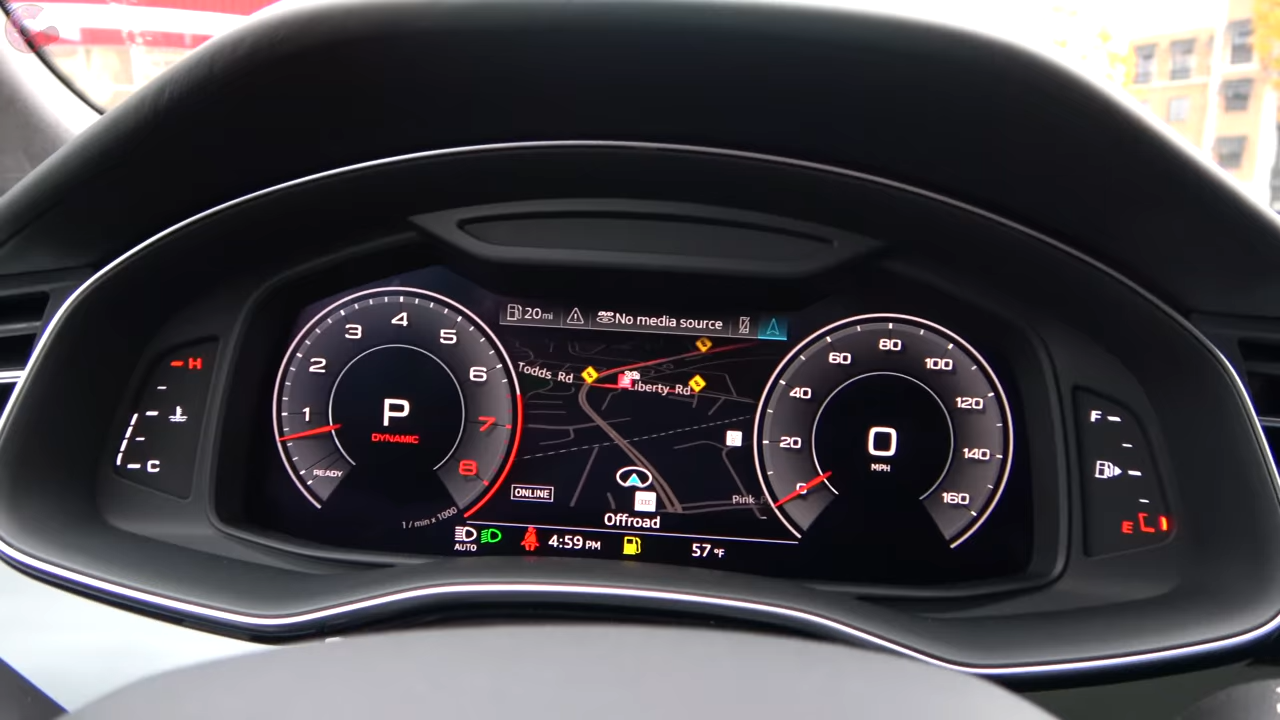 20 mi
DVD No media source
4
3
5
2
6
1
7
8
P
DYNAMIC
READY
1 / min x 1000
H
C
Todds Rd
Liberty Rd
ONLINE
Offroad
AUTO
4:59 PM
57 °F
80
60
100
40
120
20
140
0
160
0
MPH
F
E